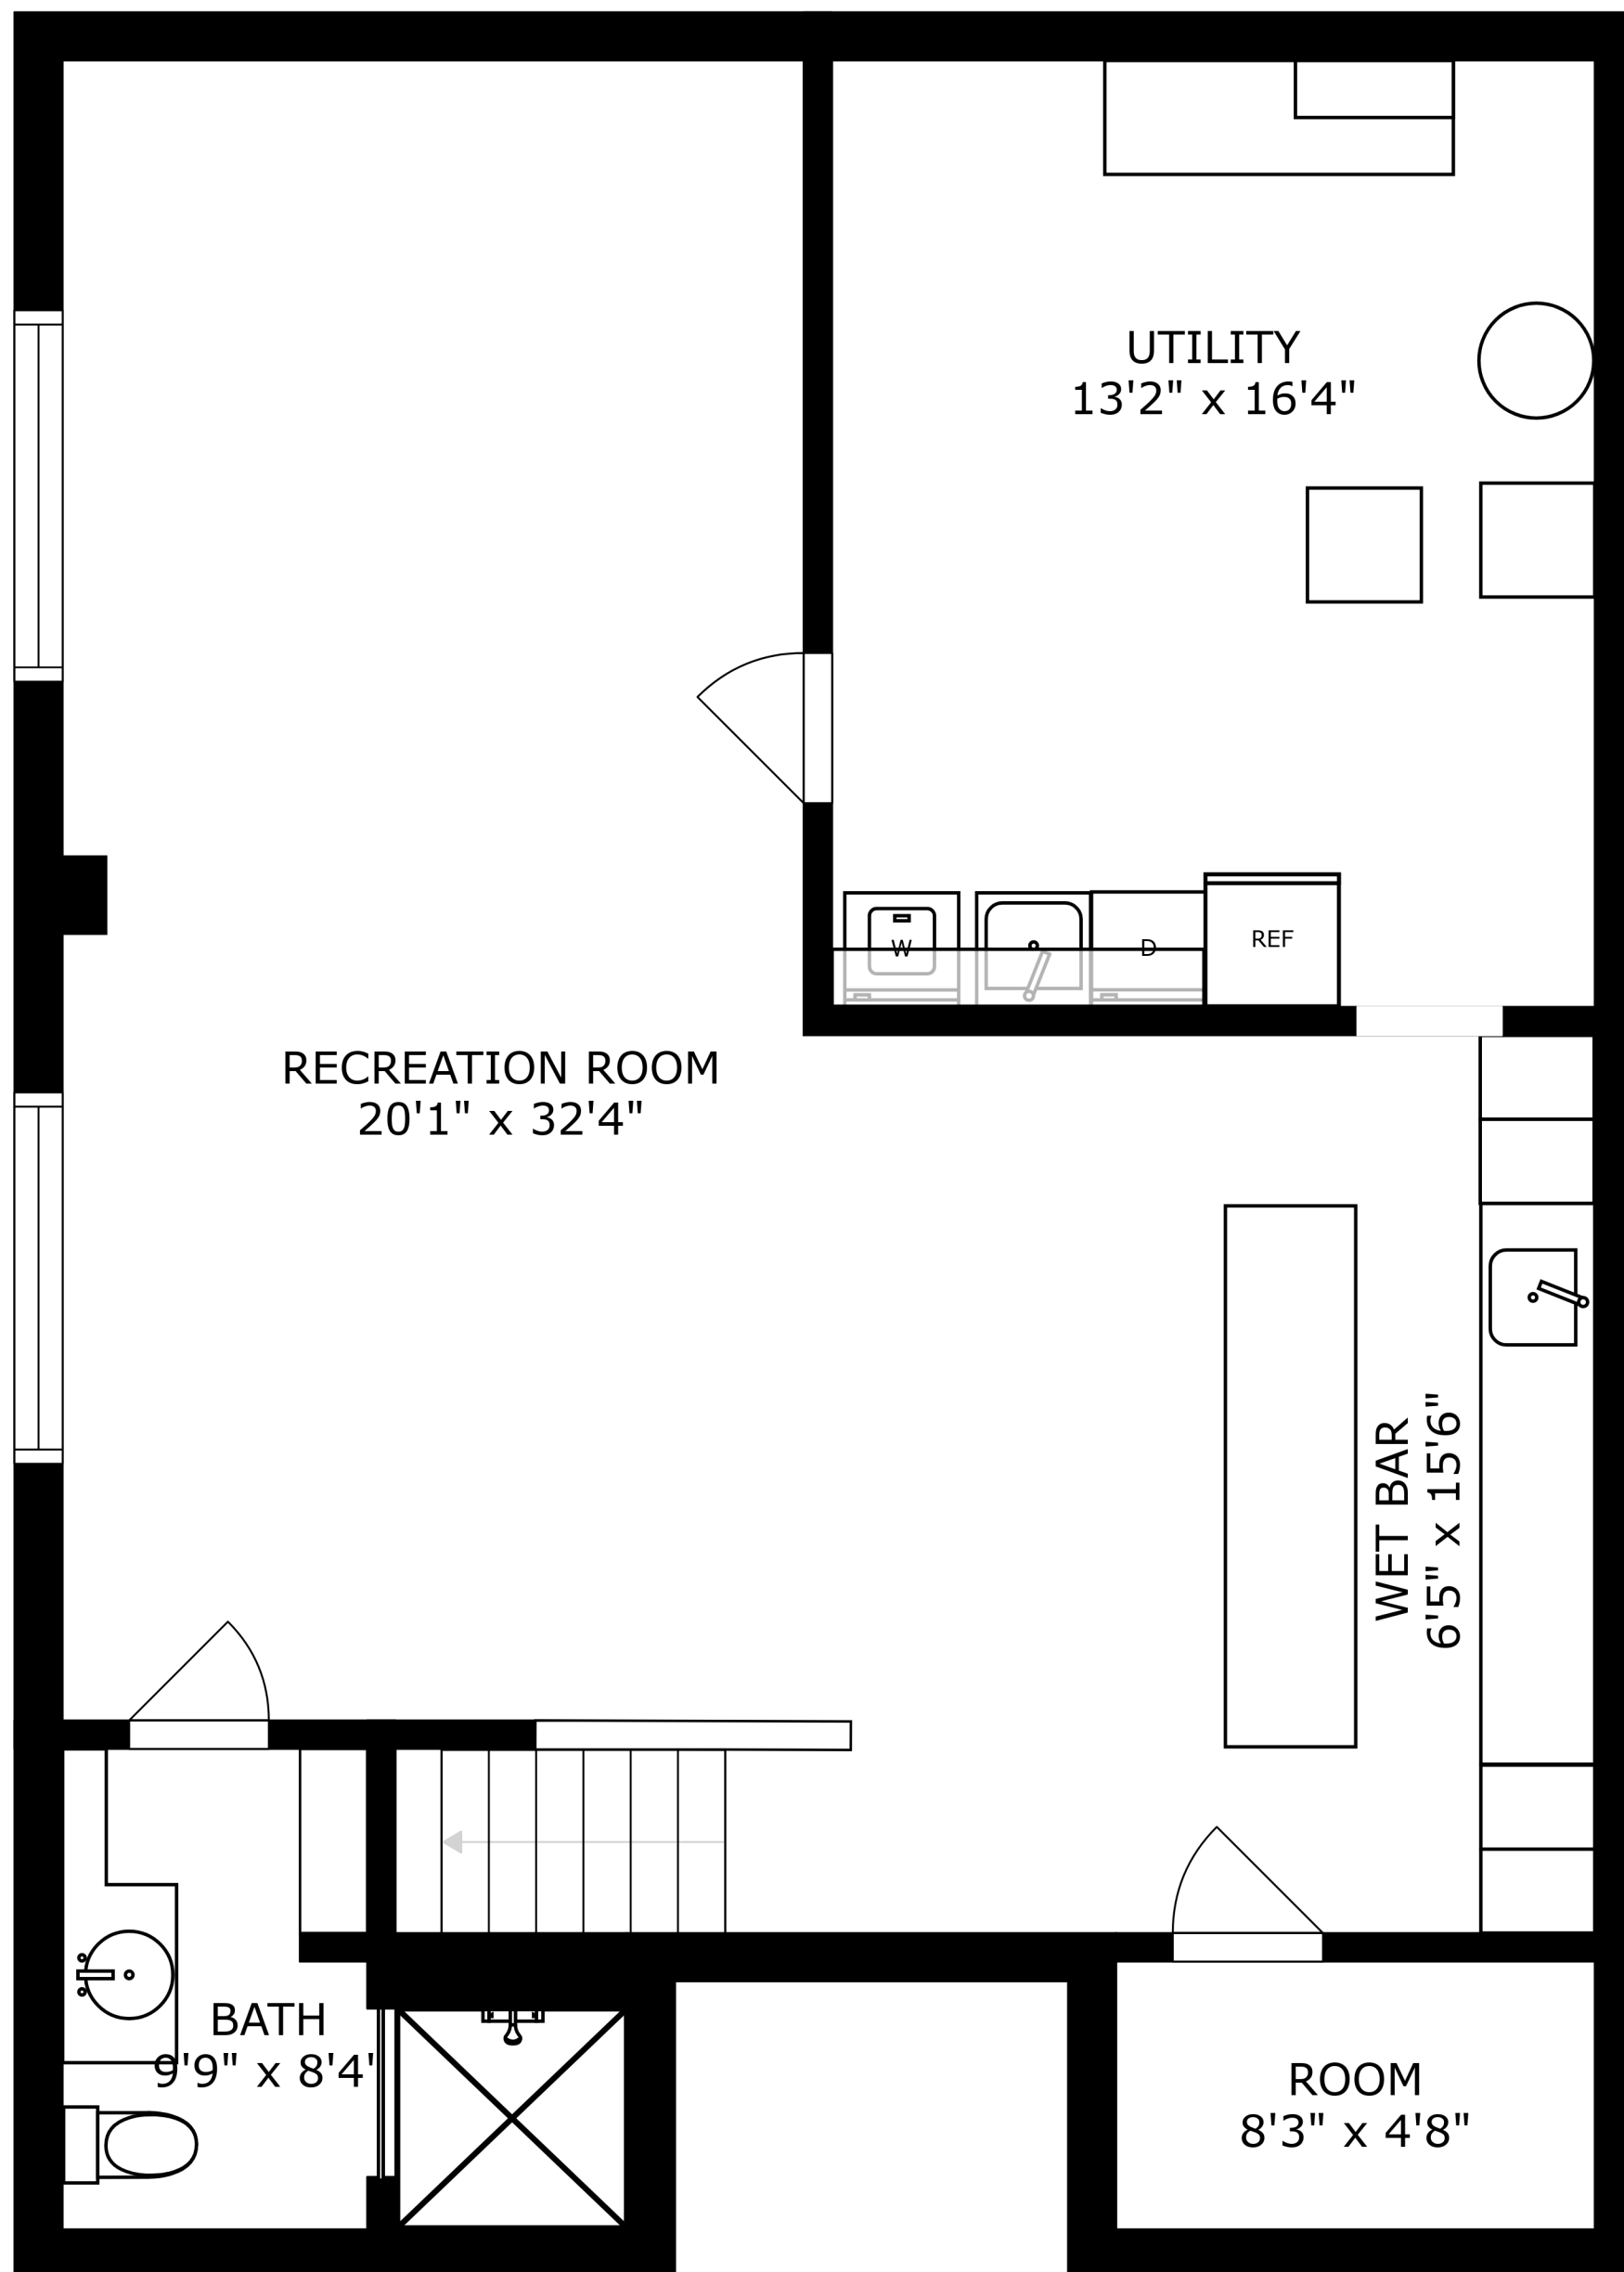 UTILITY
13'2" x 16'4"
W
D
REF
RECREATION ROOM
20'1" x 32'4"
WET BAR
6'5" x 15'6"
BATH
9'9" x 8'4'
ROOM
8'3" x 4'8"